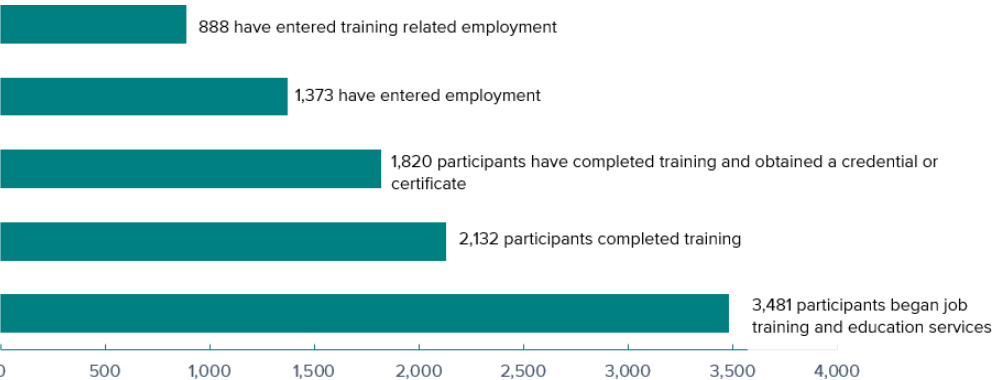 888 have entered training related employment
1,373 have entered employment
1,820 participants have completed training and obtained a credential or
certificate
2,132 participants completed training
3,481 participants began job
training and education services
0 500 1,000 1,500 2,000 2,500 3,000 3,500 4,000